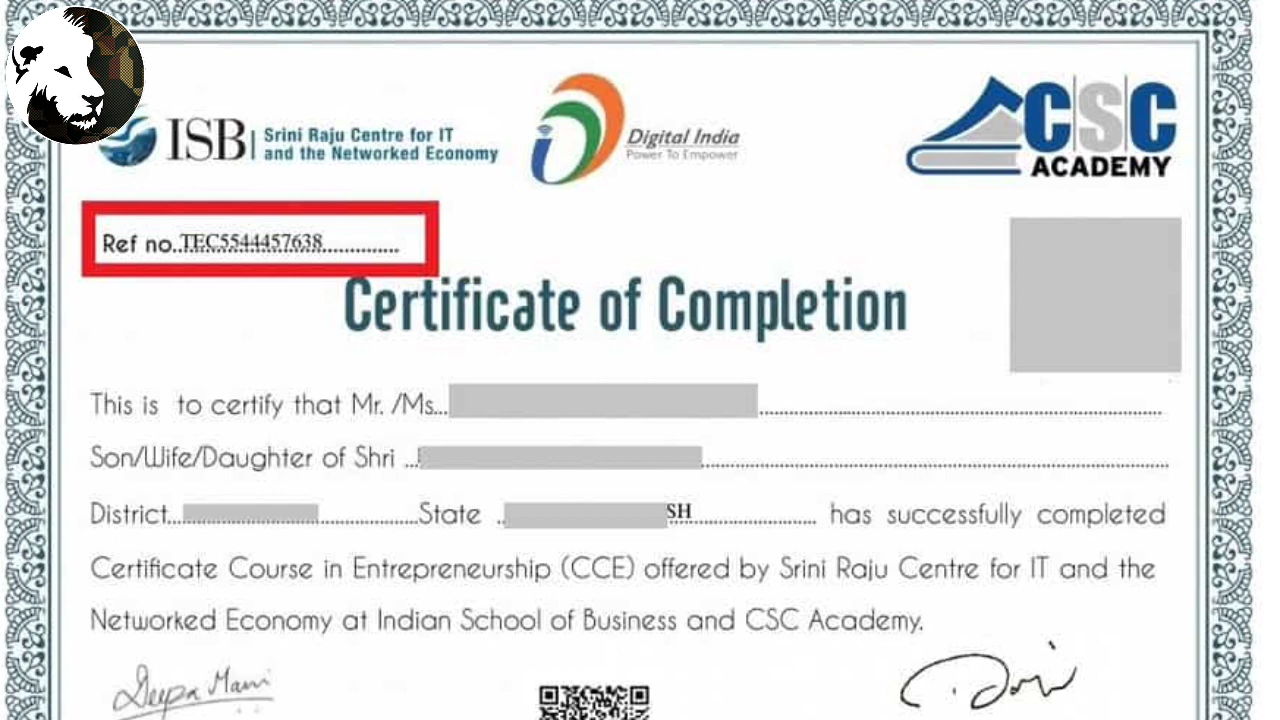 ISB
Srini Raju Centre for IT
and the Networked Economy
Digital India
Power To Empower
CSC
ACADEMY
Ref no..TEC5544457638..............
Certificate of Completion
This is to certify that Mr. /Ms...
Son/Wife/Daughter of Shri ...
District.......................State ..SH...................... has successfully completed
Certificate Course in Entrepreneurship (CCE) offered by Srini Raju Centre for IT and the
Networked Economy at Indian School of Business and CSC Academy.
Deepa Mani